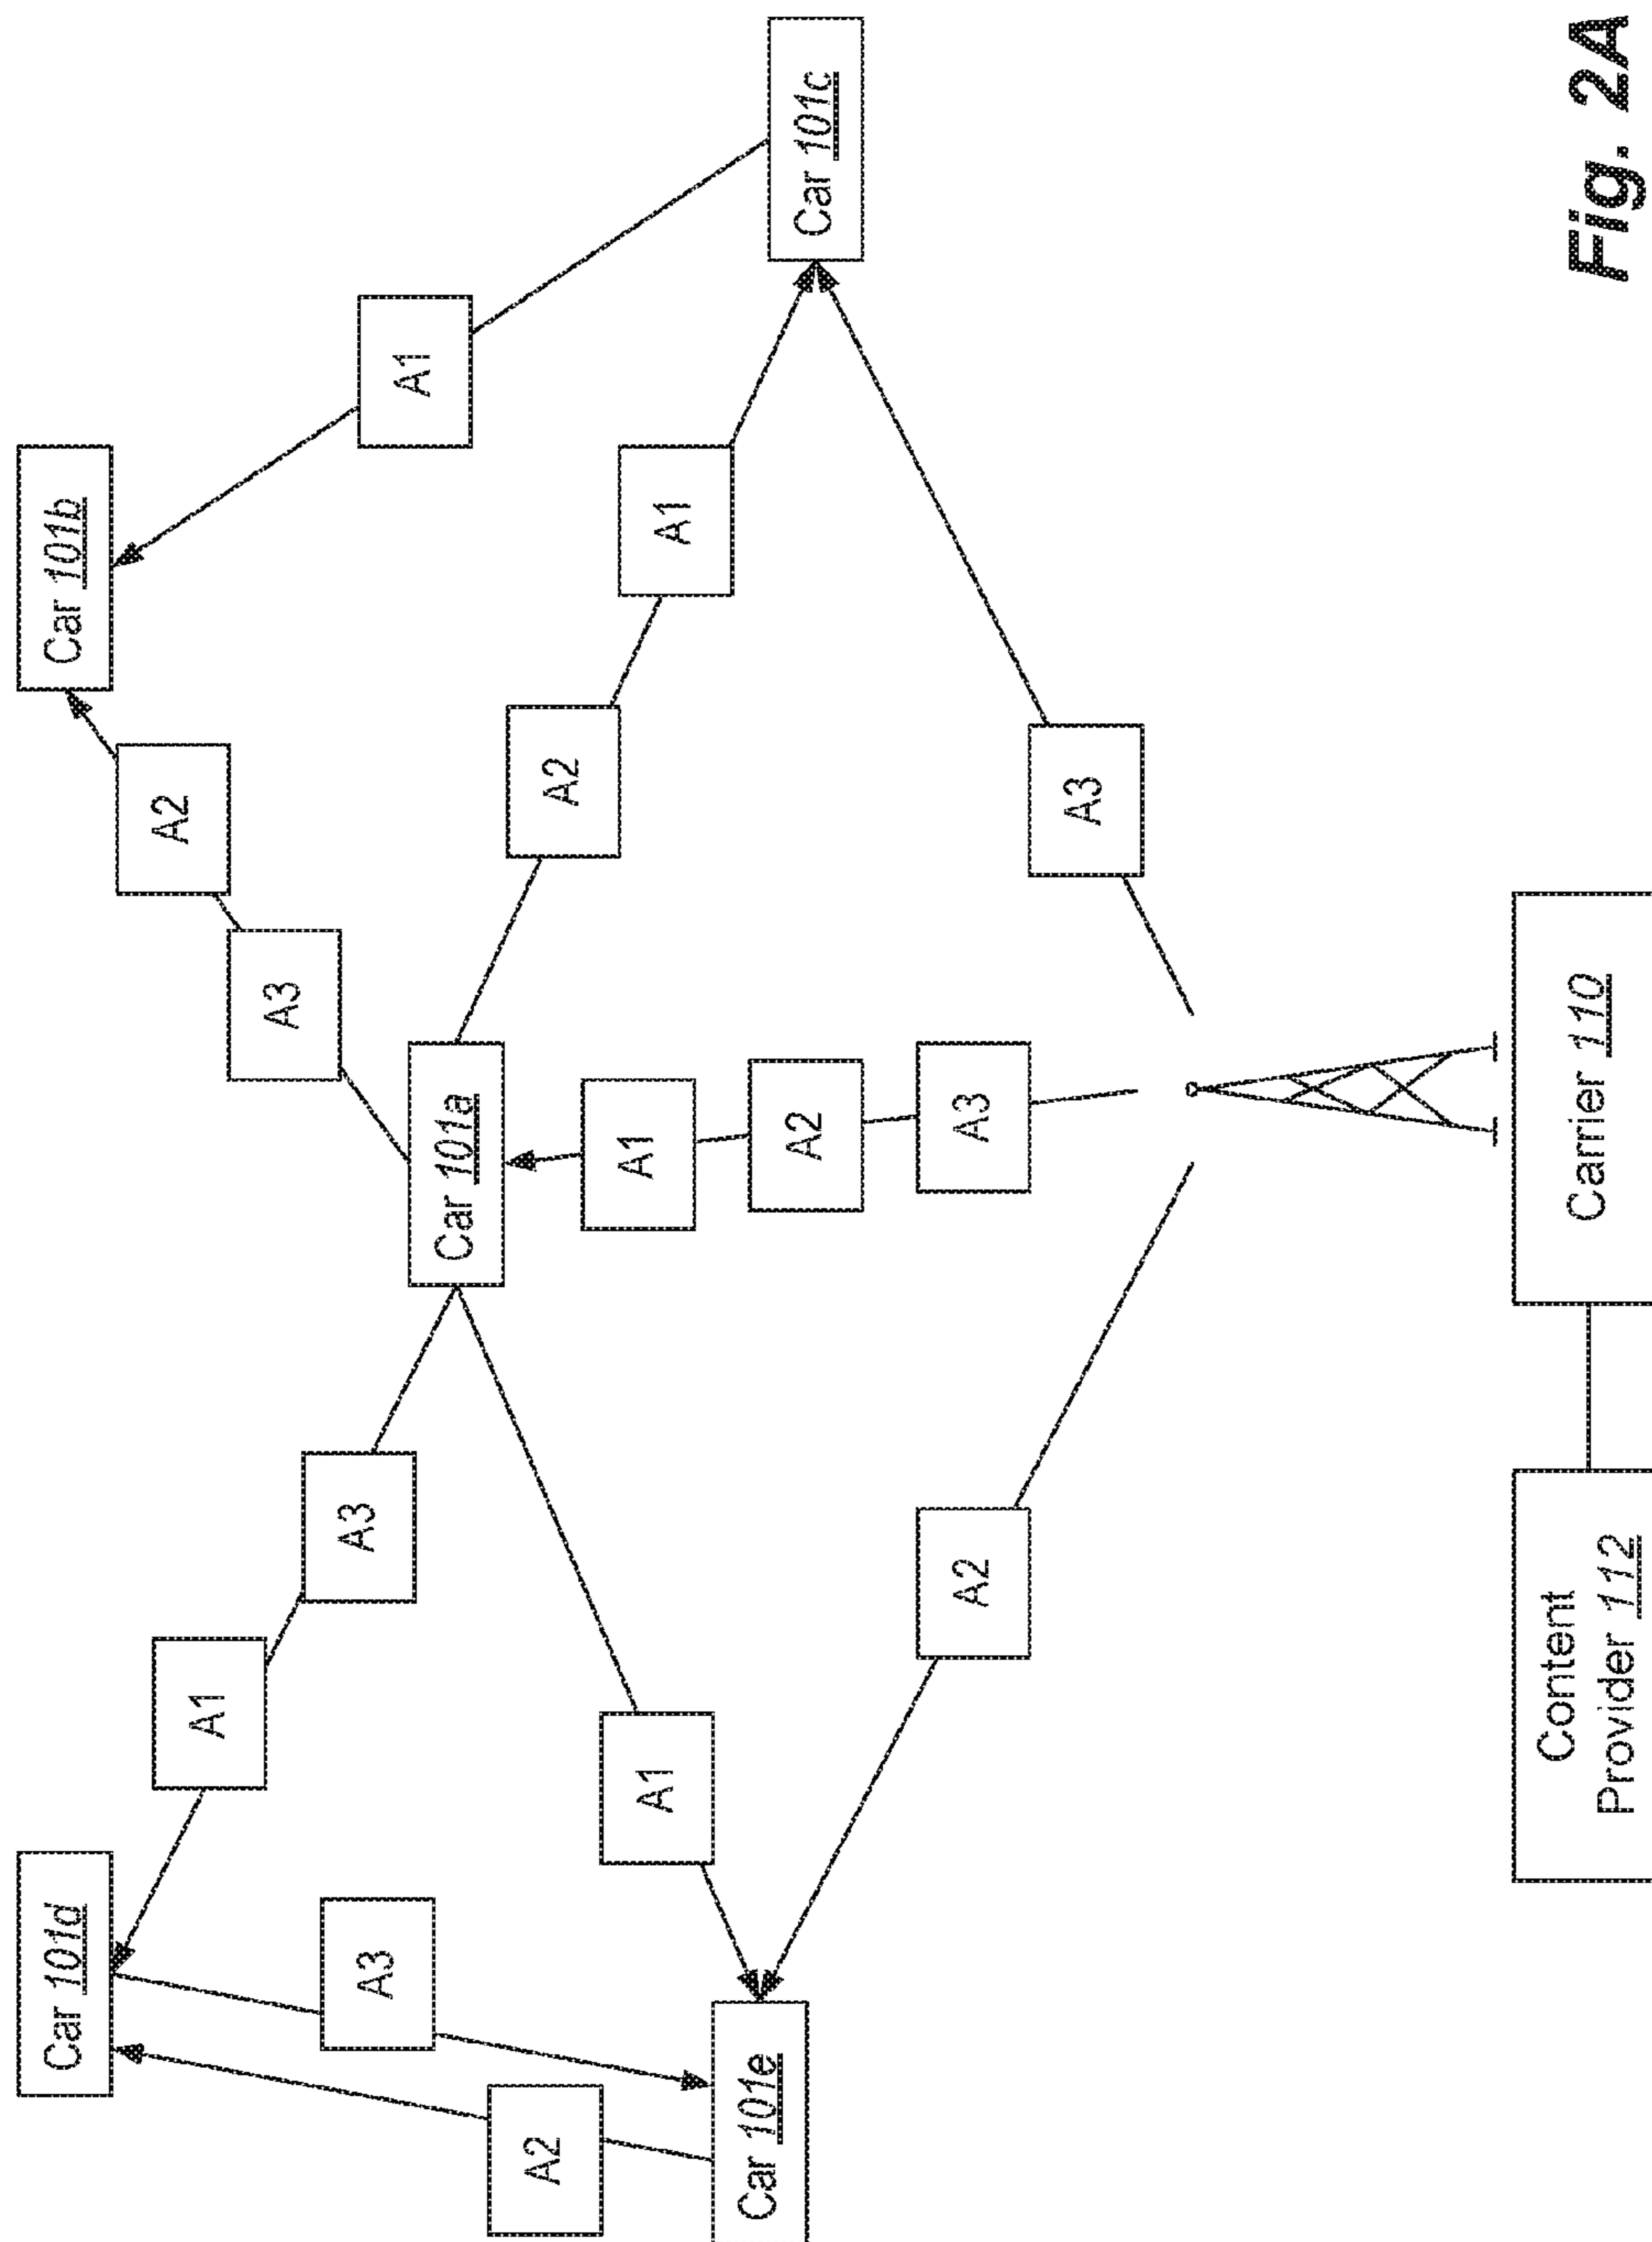 Car 101d
Car 101b
A2
A1
A3
A3
A3
A1
Car 101a
A2
A2
A1
A1
A1
Car 101e
A2
Car 101c
A2
A3
A3
Content
Provider 112
Carrier 110
Fig. 2A